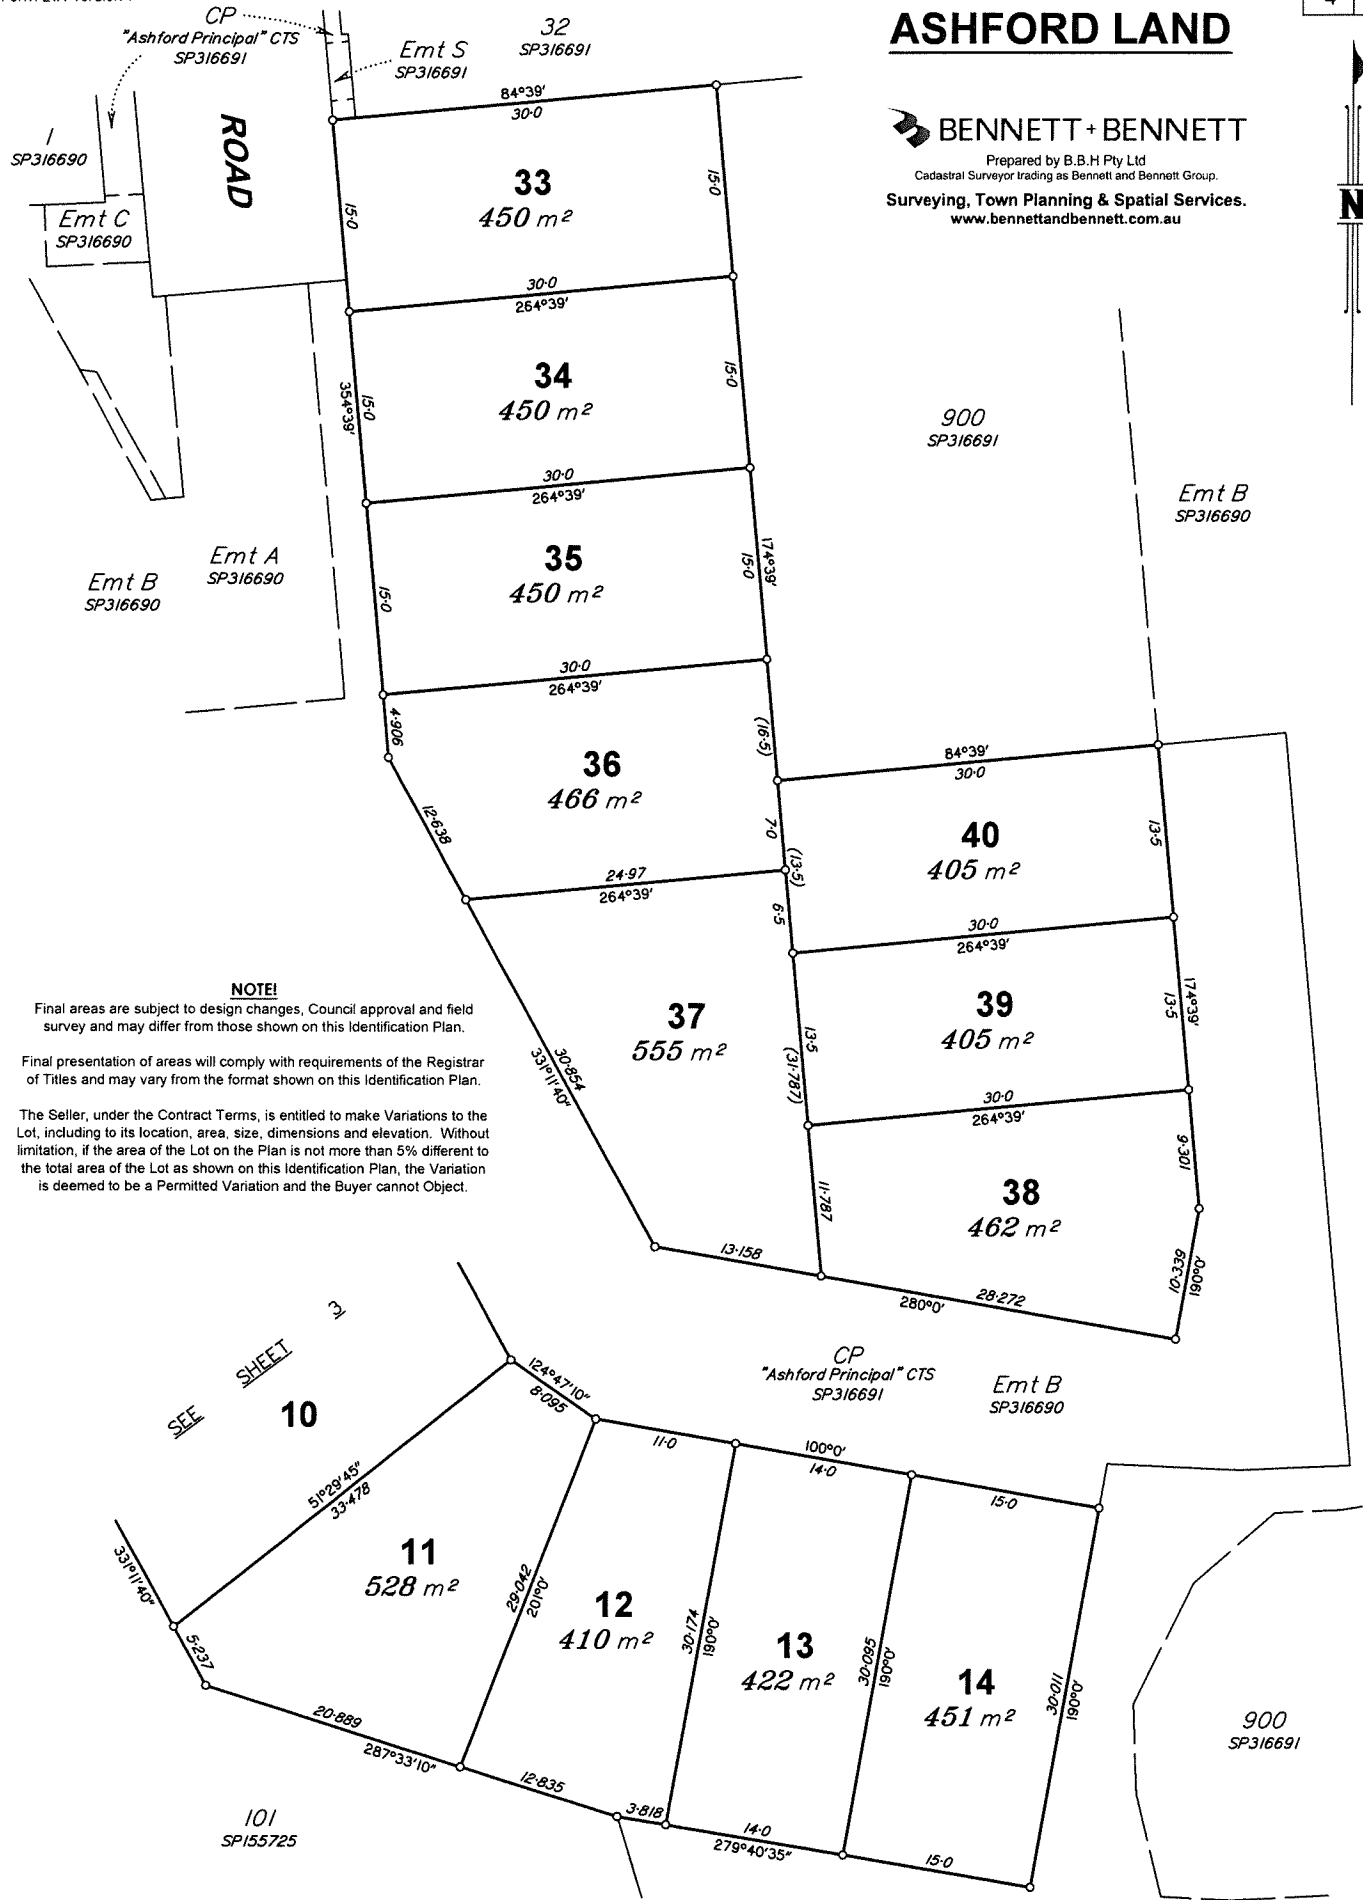 4
ASHFORD LAND
BENNETT + BENNETT
Prepared by B.B.H Pty Ltd
Cadastral Surveyor trading as Bennett and Bennett Group.
Surveying, Town Planning & Spatial Services.
www.bennettandbennett.com.au
N
CP
"Ashford Principal" CTS
SP316691
Emt S
SP316691
32
SP316691
1
SP316690
ROAD
Emt C
SP316690
84°39'
30·0
15·0
33
450 m²
15·0
30·0
264°39'
34
450 m²
15·0
354°39'
15·0
30·0
264°39'
900
SP316691
Emt B
SP316690
Emt A
SP316690
Emt B
SP316690
35
450 m²
15·0
174°39'
15·0
30·0
264°39'
4·906
36
466 m²
(16·5)
12·638
7·0
24·97
264°39'
84°39'
30·0
40
405 m²
13·5
(13·5)
6·5
30·0
264°39'
37
555 m²
30·854
331°11'40"
39
405 m²
13·5
(31·787)
174°39'
13·5
30·0
264°39'
9·301
38
462 m²
11·787
13·158
28·272
280°0'
10·339
190°0'
NOTE!
Final areas are subject to design changes, Council approval and field
survey and may differ from those shown on this Identification Plan.
Final presentation of areas will comply with requirements of the Registrar
of Titles and may vary from the format shown on this Identification Plan.
The Seller, under the Contract Terms, is entitled to make Variations to the
Lot, including to its location, area, size, dimensions and elevation. Without
limitation, if the area of the Lot on the Plan is not more than 5% different to
the total area of the Lot as shown on this Identification Plan, the Variation
is deemed to be a Permitted Variation and the Buyer cannot Object.
SEE SHEET 3
10
CP
"Ashford Principal" CTS
SP316691
Emt B
SP316690
124°47'10"
8·095
11·0
100°0'
14·0
15·0
51°29'45"
33·478
331°11'40"
5·237
11
528 m²
29·042
201°0'
12
410 m²
30·174
190°0'
13
422 m²
30·095
190°0'
14
451 m²
30·011
190°0'
20·889
287°33'10"
12·835
3·818
14·0
279°40'35"
15·0
900
SP316691
101
SP155725